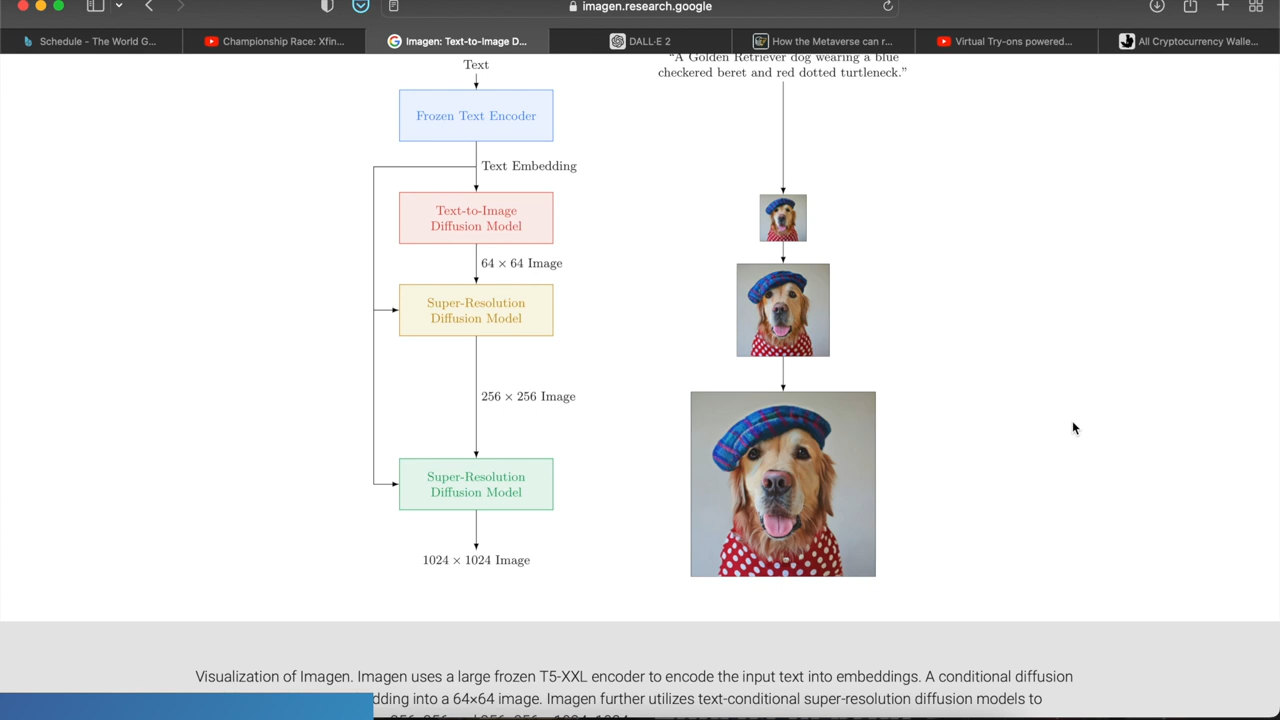 imagen.research.google
Schedule - The World G...
Championship Race: Xfin...
Imagen: Text-to-Image D...
DALL·E 2
How the Metaverse can r...
Virtual Try-ons powered...
All Cryptocurrency Walle...
Text
Frozen Text Encoder
Text Embedding
Text-to-Image
Diffusion Model
64 × 64 Image
Super-Resolution
Diffusion Model
256 × 256 Image
Super-Resolution
Diffusion Model
1024 × 1024 Image
"A Golden Retriever dog wearing a blue
checkered beret and red dotted turtleneck."
Visualization of Imagen. Imagen uses a large frozen T5-XXL encoder to encode the input text into embeddings. A conditional diffusion
dding into a 64×64 image. Imagen further utilizes text-conditional super-resolution diffusion models to